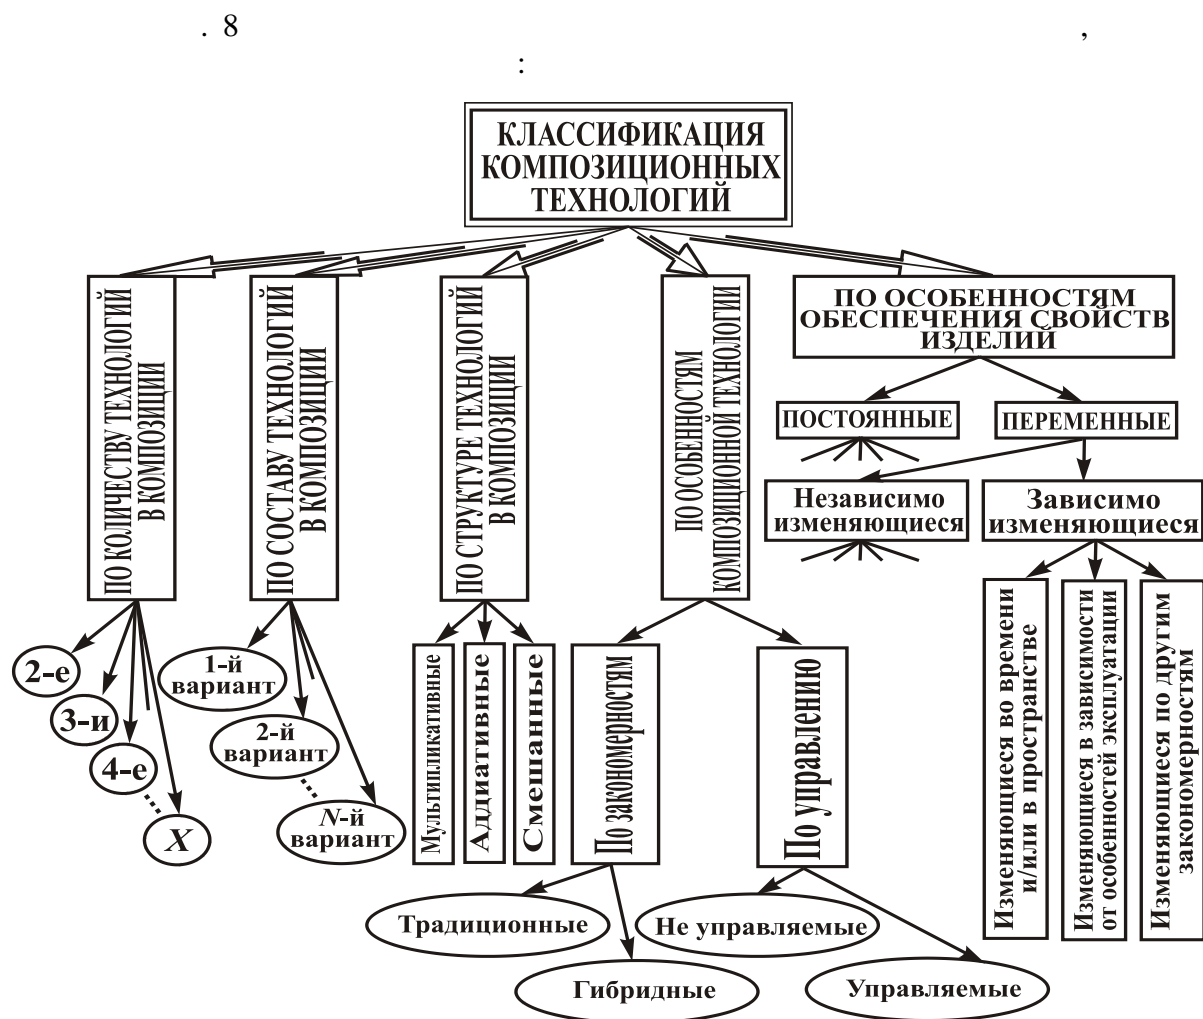 . 8 ,
:
КЛАССИФИКАЦИЯ
КОМПОЗИЦИОННЫХ
ТЕХНОЛОГИЙ
ПО КОЛИЧЕСТВУ ТЕХНОЛОГИЙ
В КОМПОЗИЦИИ
2-е
3-и
4-е
X
ПО СОСТАВУ ТЕХНОЛОГИЙ
В КОМПОЗИЦИИ
1-й
вариант
2-й
вариант
N-й
вариант
ПО СТРУКТУРЕ ТЕХНОЛОГИЙ
В КОМПОЗИЦИИ
Мультипликативные
Аддиативные
Смешанные
ПО ОСОБЕННОСТЯМ
КОМПОЗИЦИОННОЙ ТЕХНОЛОГИИ
По закономерностям
Традиционные
Гибридные
По управлению
Не управляемые
Управляемые
ПО ОСОБЕННОСТЯМ
ОБЕСПЕЧЕНИЯ СВОЙСТВ
ИЗДЕЛИЙ
ПОСТОЯННЫЕ
ПЕРЕМЕННЫЕ
Независимо
изменяющиеся
Зависимо
изменяющиеся
Изменяющиеся во времени
и/или в пространстве
Изменяющиеся в зависимости
от особенностей эксплуатации
Изменяющиеся по другим
закономерностям